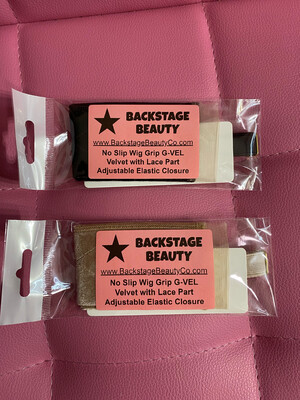 BACKSTAGE
BEAUTY
www.BackstageBeautyCo.com
No Slip Wig Grip G-VEL
Velvet with Lace Part
Adjustable Elastic Closure
BACKSTAGE
BEAUTY
www.BackstageBeautyCo.com
No Slip Wig Grip G-VEL
Velvet with Lace Part
Adjustable Elastic Closure